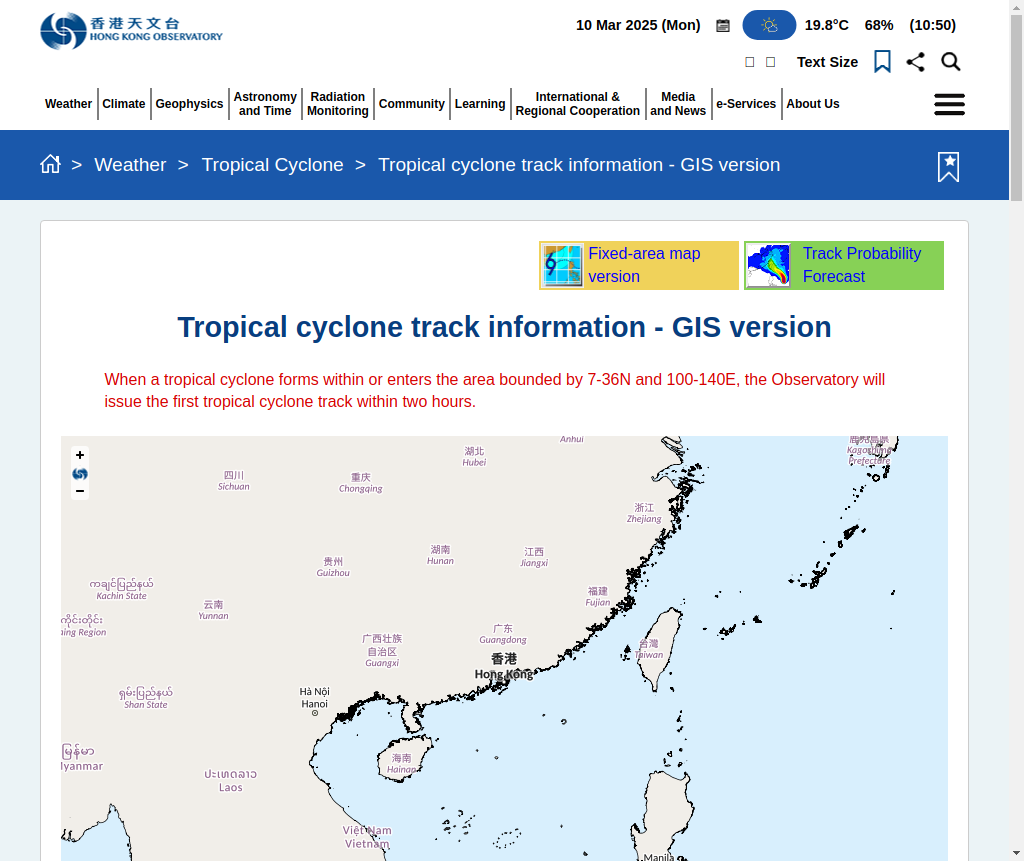 香港天文台
HONG KONG OBSERVATORY
10 Mar 2025 (Mon)
19.8°C 68% (10:50)
Text Size
Weather
Climate
Geophysics
Astronomy
and Time
Radiation
Monitoring
Community
Learning
International &
Regional Cooperation
Media
and News
e-Services
About Us
> Weather > Tropical Cyclone > Tropical cyclone track information - GIS version
Fixed-area map
version
Track Probability
Forecast
Tropical cyclone track information - GIS version
When a tropical cyclone forms within or enters the area bounded by 7-36N and 100-140E, the Observatory will
issue the first tropical cyclone track within two hours.
+
−
Anhui
湖北
Hubei
Kagoshima
Prefecture
四川
Sichuan
重庆
Chongqing
浙江
Zhejiang
湖南
Hunan
江西
Jiangxi
贵州
Guizhou
ကချင်ပြည်နယ်
Kachin State
福建
Fujian
云南
Yunnan
ကိုင်းတိုင်း
ing Region
广东
Guangdong
广西壮族
自治区
Guangxi
台灣
Taiwan
香港
Hong Kong
ရှမ်းပြည်နယ်
Shan State
Hà Nội
Hanoi
မြန်မာ
Myanmar
海南
Hainan
ປະເທດລາວ
Laos
Việt Nam
Vietnam
Manila